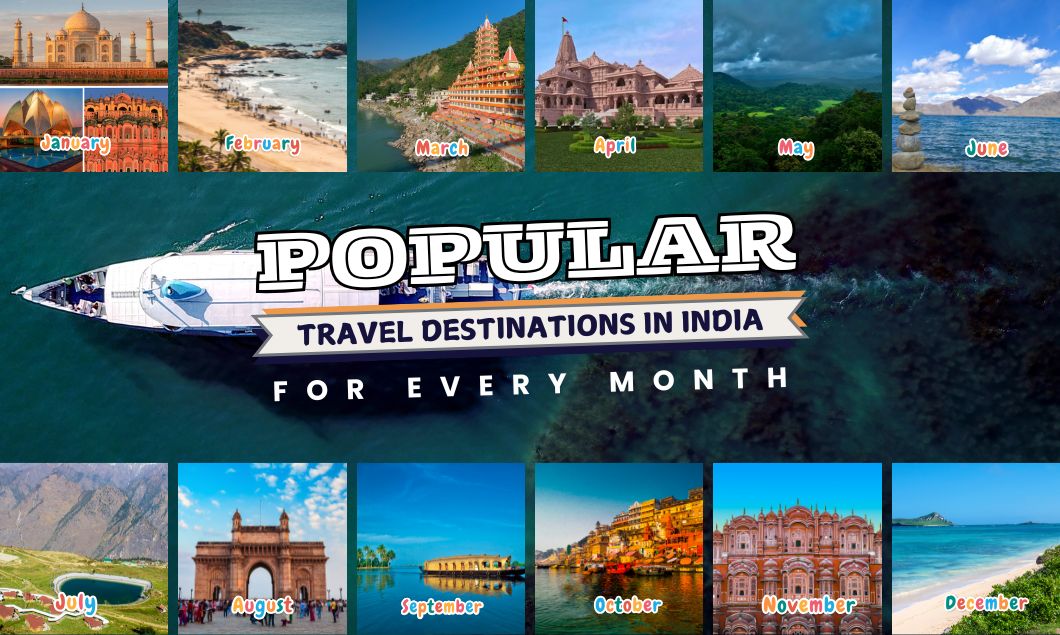 January
February
March
April
May
June
POPULAR
TRAVEL DESTINATIONS IN INDIA
FOR EVERY MONTH
July
August
September
October
November
December